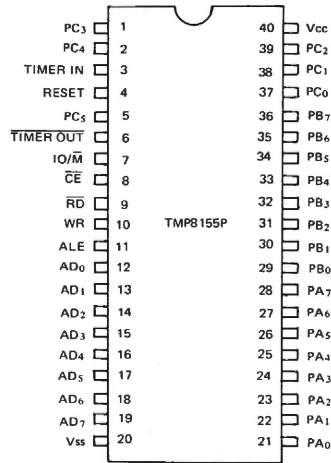 PC₃ 1 40 Vcc
PC₄ 2 39 PC₂
TIMER IN 3 38 PC₁
RESET 4 37 PC₀
PC₅ 5 36 PB₇
T̅I̅M̅E̅R̅ O̅U̅T̅ 6 35 PB₆
IO/M̅ 7 34 PB₅
C̅E̅ 8 33 PB₄
R̅D̅ 9 32 PB₃
WR 10 TMP8155P 31 PB₂
ALE 11 30 PB₁
AD₀ 12 29 PB₀
AD₁ 13 28 PA₇
AD₂ 14 27 PA₆
AD₃ 15 26 PA₅
AD₄ 16 25 PA₄
AD₅ 17 24 PA₃
AD₆ 18 23 PA₂
AD₇ 19 22 PA₁
Vss 20 21 PA₀